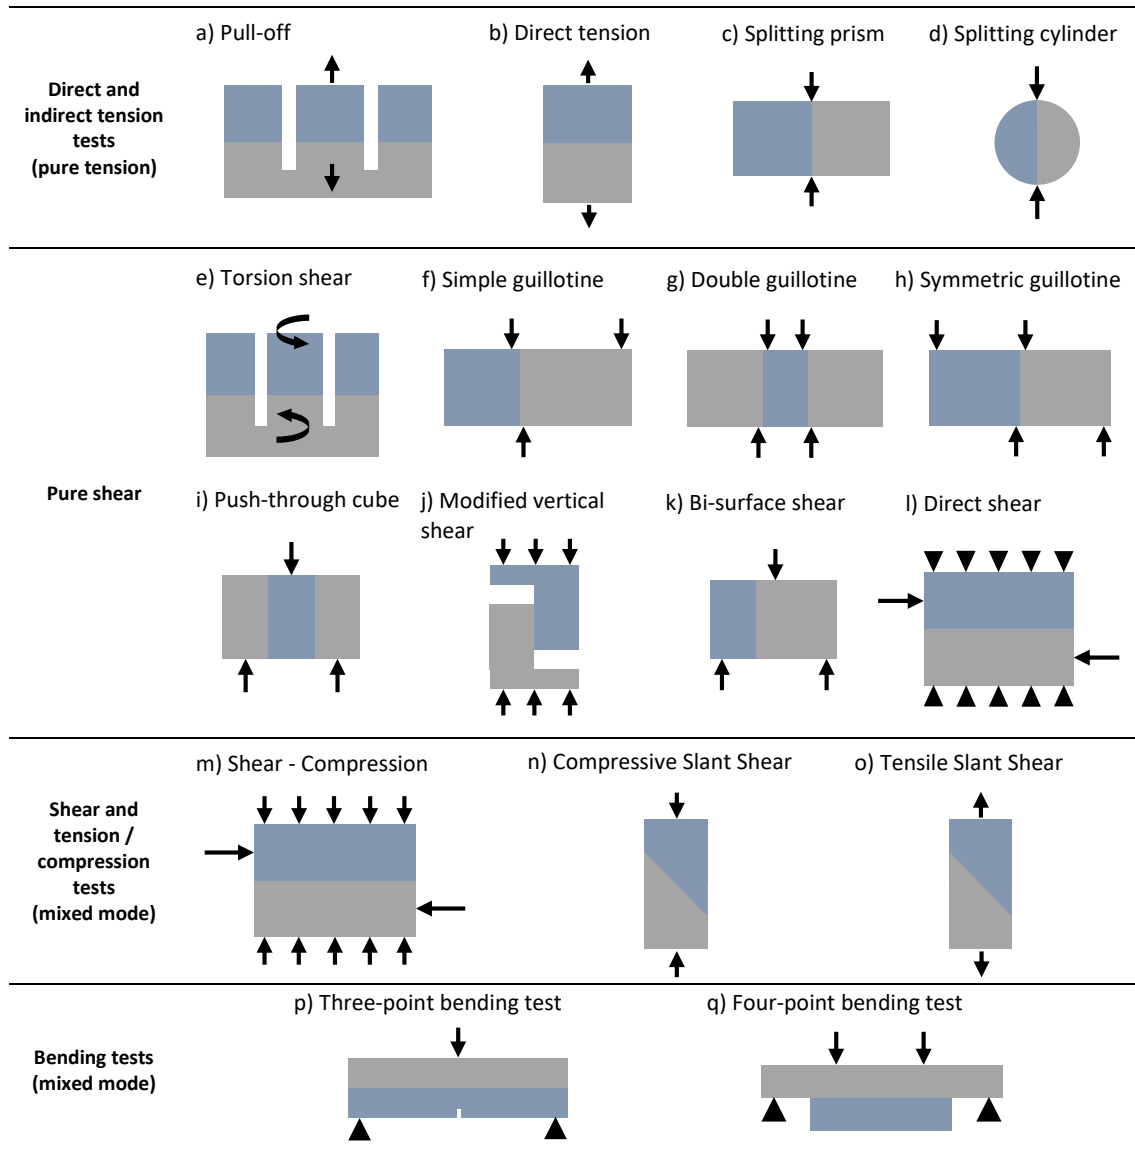 a) Pull-off
b) Direct tension
c) Splitting prism
d) Splitting cylinder
Direct and
indirect tension
tests
(pure tension)
e) Torsion shear
f) Simple guillotine
g) Double guillotine
h) Symmetric guillotine
Pure shear
i) Push-through cube
j) Modified vertical
shear
k) Bi-surface shear
l) Direct shear
m) Shear - Compression
n) Compressive Slant Shear
o) Tensile Slant Shear
Shear and
tension /
compression
tests
(mixed mode)
p) Three-point bending test
q) Four-point bending test
Bending tests
(mixed mode)